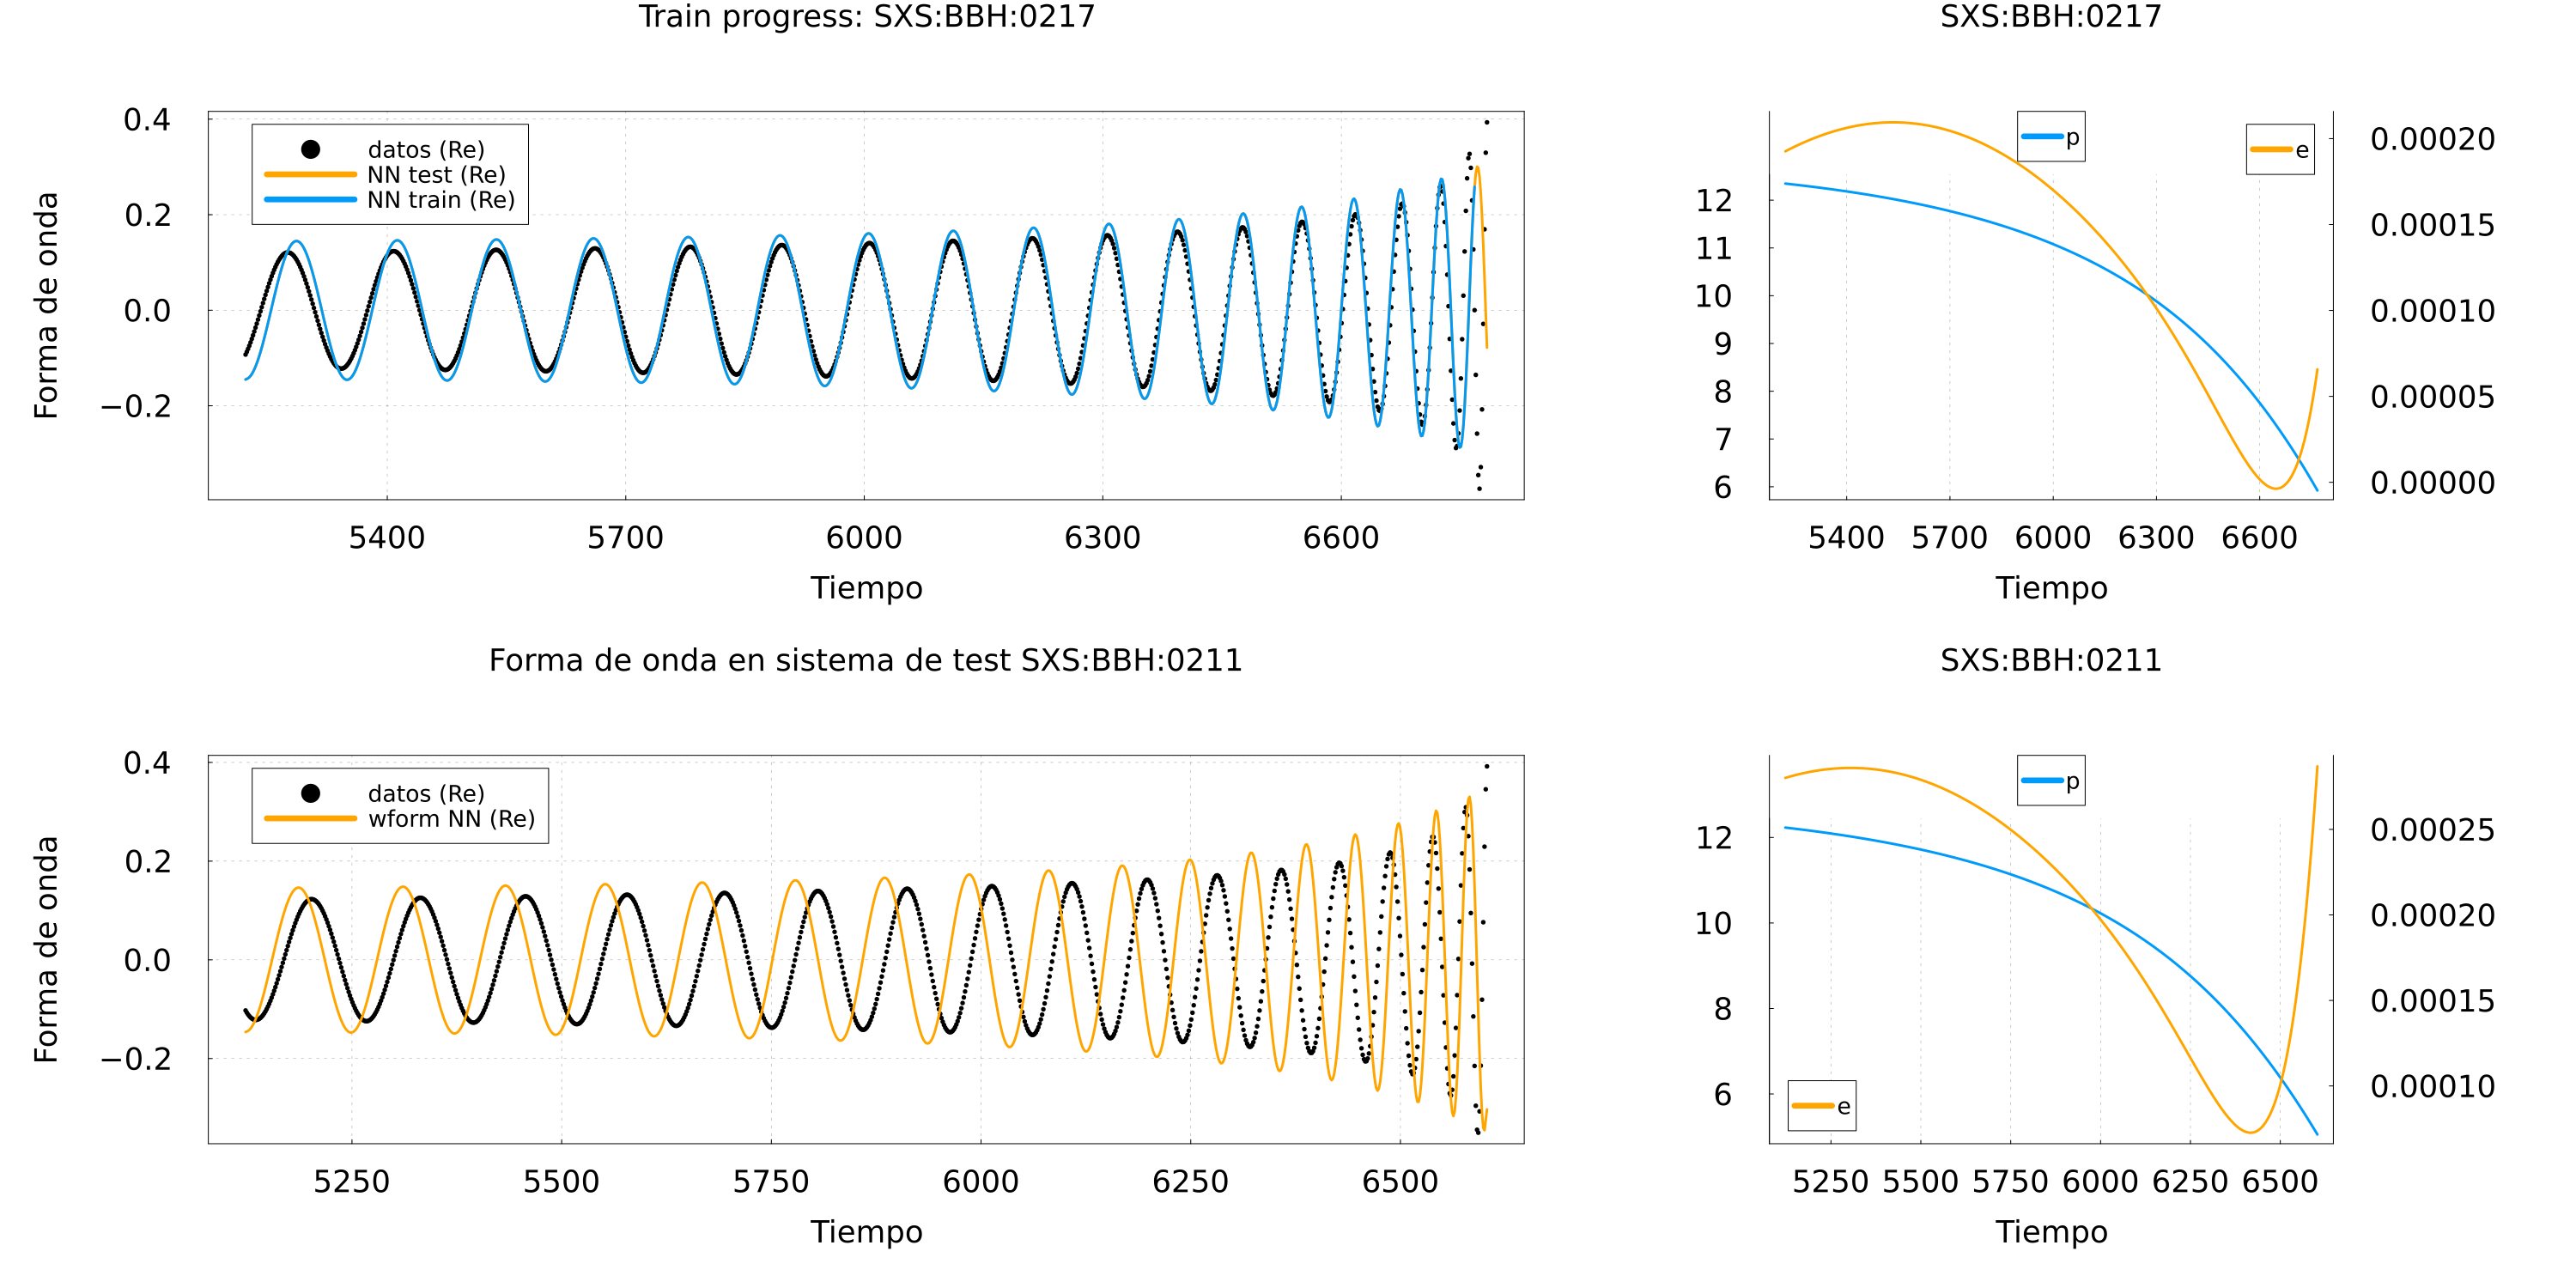 Train progress: SXS:BBH:0217
Forma de onda
0.4
0.2
0.0
−0.2
datos (Re)
NN test (Re)
NN train (Re)
5400 5700 6000 6300 6600
Tiempo
SXS:BBH:0217
12
11
10
9
8
7
6
p
e
0.00020
0.00015
0.00010
0.00005
0.00000
5400 5700 6000 6300 6600
Tiempo
Forma de onda en sistema de test SXS:BBH:0211
Forma de onda
0.4
0.2
0.0
−0.2
datos (Re)
wform NN (Re)
5250 5500 5750 6000 6250 6500
Tiempo
SXS:BBH:0211
12
10
8
6
p
e
0.00025
0.00020
0.00015
0.00010
5250 5500 5750 6000 6250 6500
Tiempo